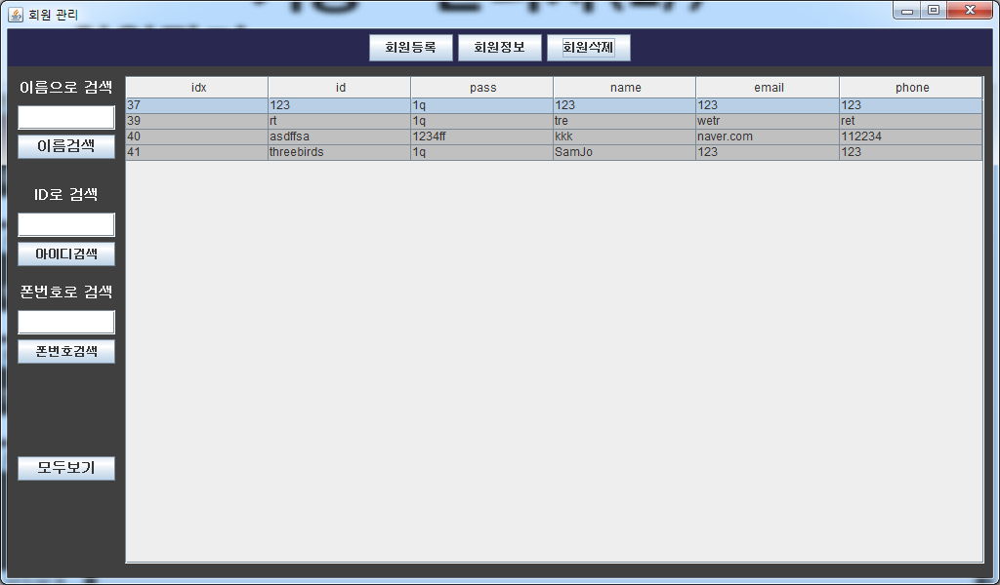 회원 관리
회원등록 회원정보 회원삭제
이름으로 검색
이름검색
ID로 검색
아이디검색
폰번호로 검색
폰번호검색
모두보기
idx id pass name email phone
37 123 1q 123 123 123
39 rt 1q tre wetr ret
40 asdffsa 1234ff kkk naver.com 112234
41 threebirds 1q SamJo 123 123